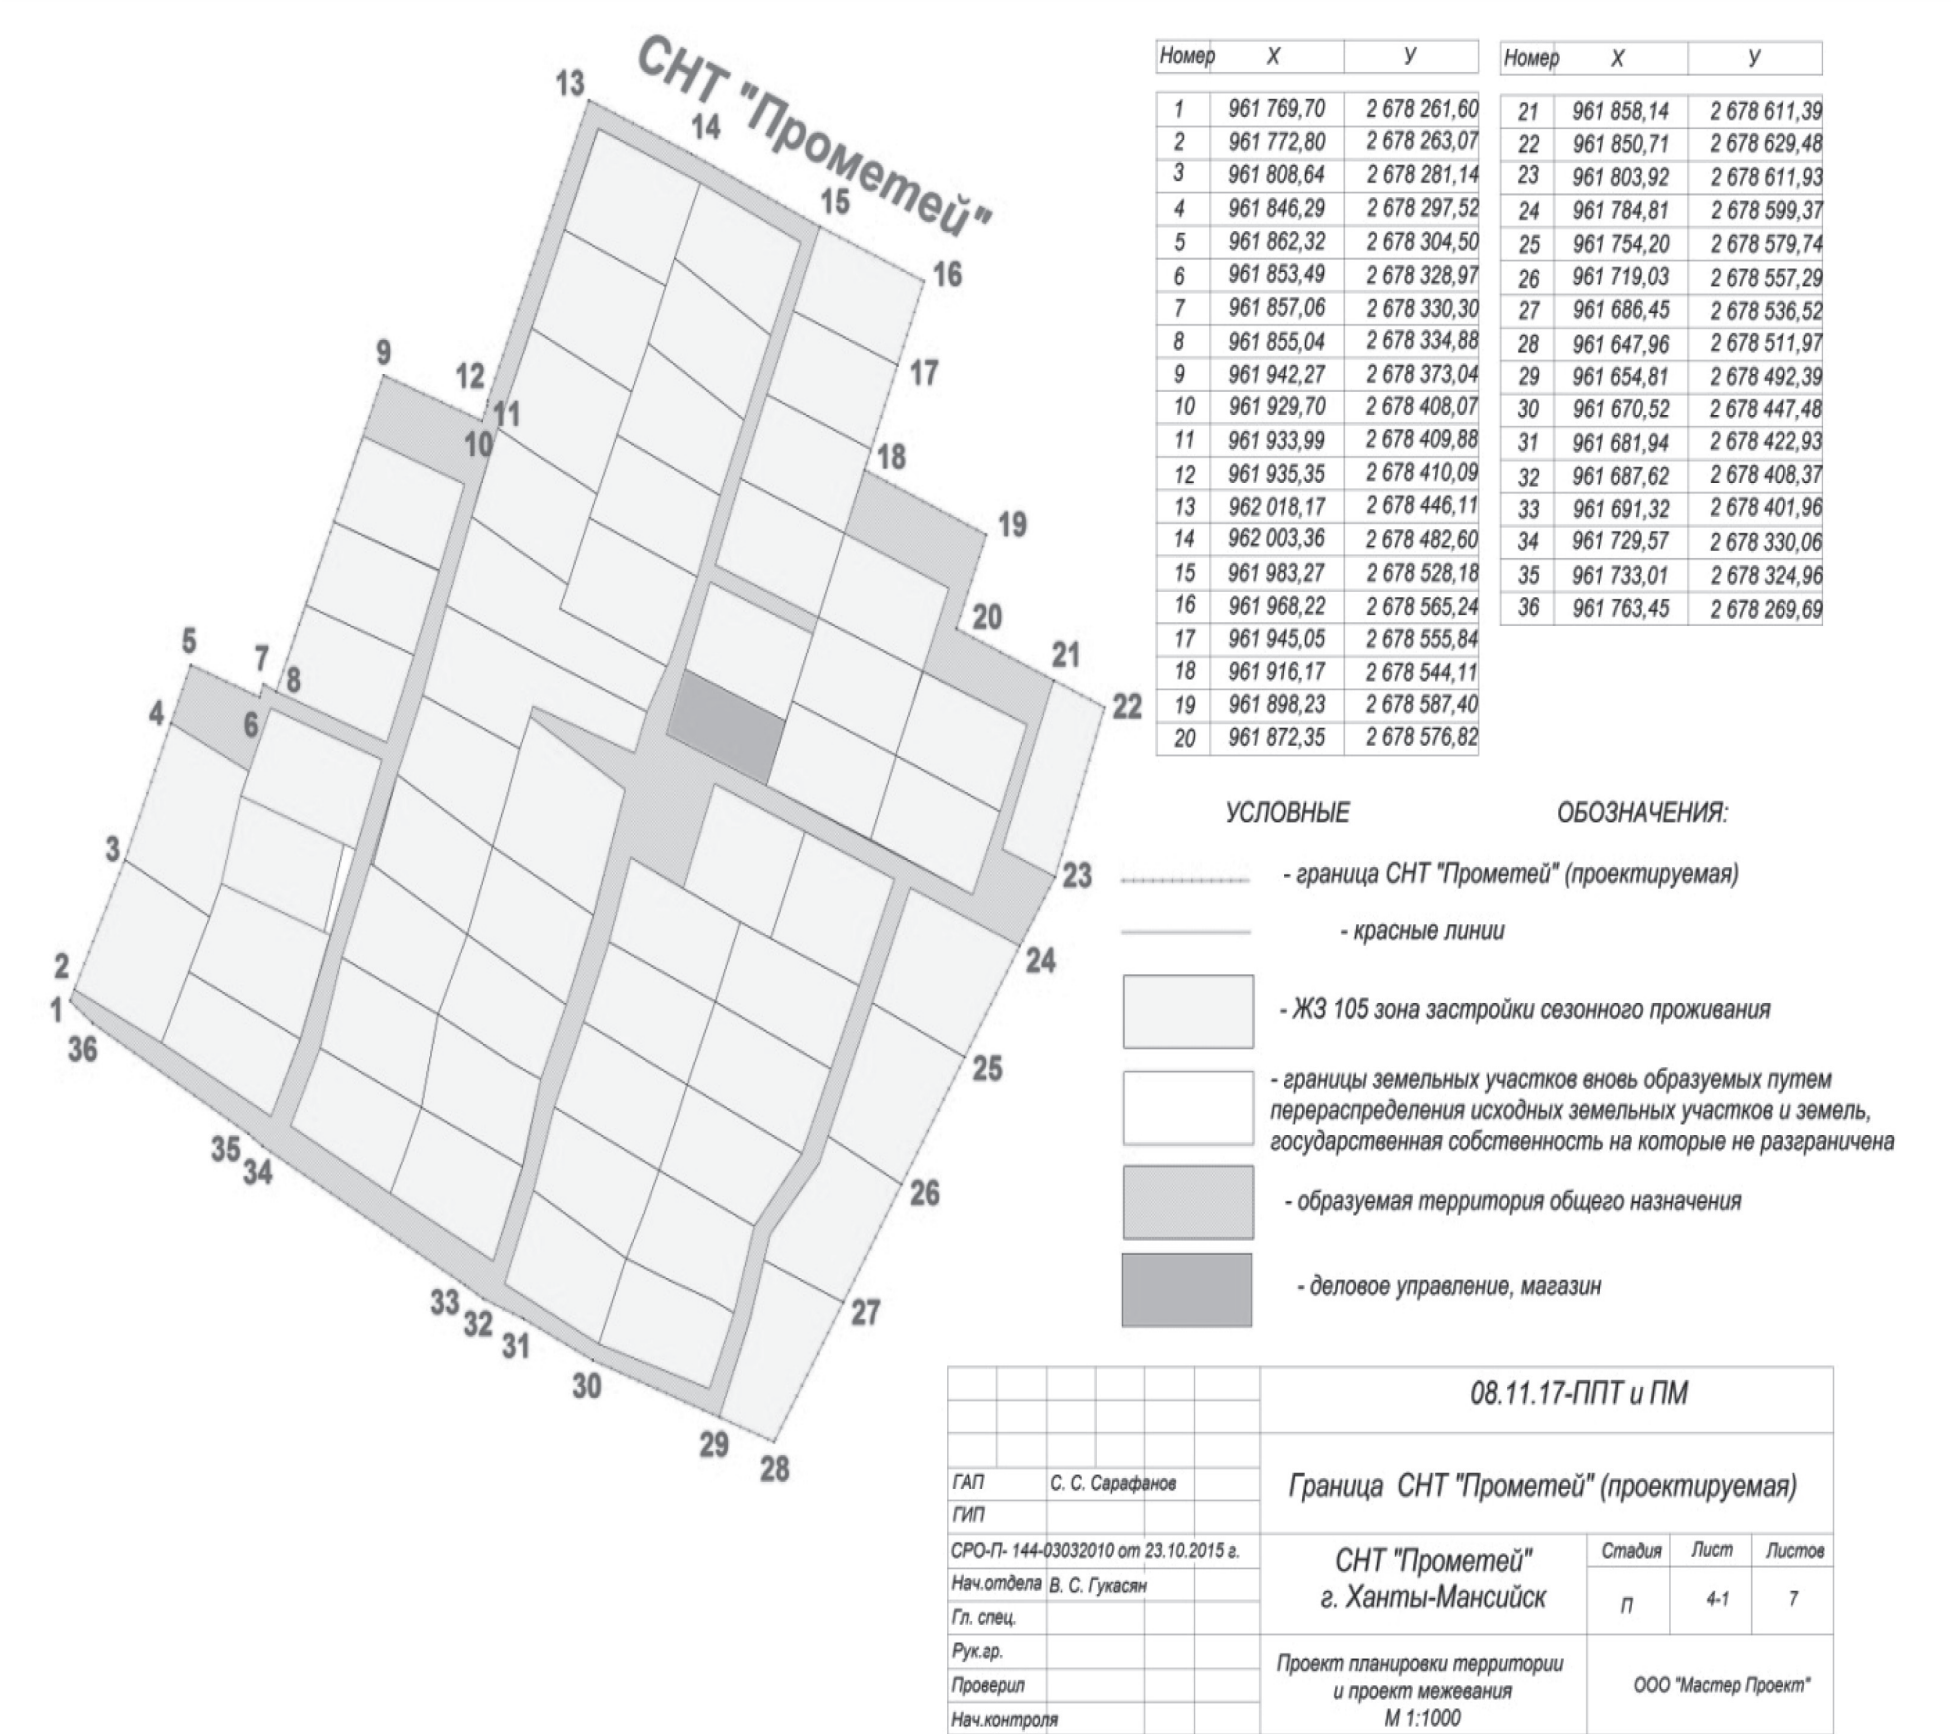 СНТ "Прометей"
13
14
15
16
9
12
17
11
10
18
19
5
7
8
20
21
4
6
22
3
23
2
24
1
36
25
35
34
26
33
32
31
27
30
29
28
Номер X У
1 961 769,70 2 678 261,60
2 961 772,80 2 678 263,07
3 961 808,64 2 678 281,14
4 961 846,29 2 678 297,52
5 961 862,32 2 678 304,50
6 961 853,49 2 678 328,97
7 961 857,06 2 678 330,30
8 961 855,04 2 678 334,88
9 961 942,27 2 678 373,04
10 961 929,70 2 678 408,07
11 961 933,99 2 678 409,88
12 961 935,35 2 678 410,09
13 962 018,17 2 678 446,11
14 962 003,36 2 678 482,60
15 961 983,27 2 678 528,18
16 961 968,22 2 678 565,24
17 961 945,05 2 678 555,84
18 961 916,17 2 678 544,11
19 961 898,23 2 678 587,40
20 961 872,35 2 678 576,82
Номер X У
21 961 858,14 2 678 611,39
22 961 850,71 2 678 629,48
23 961 803,92 2 678 611,93
24 961 784,81 2 678 599,37
25 961 754,20 2 678 579,74
26 961 719,03 2 678 557,29
27 961 686,45 2 678 536,52
28 961 647,96 2 678 511,97
29 961 654,81 2 678 492,39
30 961 670,52 2 678 447,48
31 961 681,94 2 678 422,93
32 961 687,62 2 678 408,37
33 961 691,32 2 678 401,96
34 961 729,57 2 678 330,06
35 961 733,01 2 678 324,96
36 961 763,45 2 678 269,69
УСЛОВНЫЕ ОБОЗНАЧЕНИЯ:
- граница СНТ "Прометей" (проектируемая)
- красные линии
- ЖЗ 105 зона застройки сезонного проживания
- границы земельных участков вновь образуемых путем
перераспределения исходных земельных участков и земель,
государственная собственность на которые не разграничена
- образуемая территория общего назначения
- деловое управление, магазин
08.11.17-ППТ и ПМ
ГАП С. С. Сарафанов
ГИП
Граница СНТ "Прометей" (проектируемая)
СРО-П- 144-03032010 от 23.10.2015 г.
Нач.отдела В. С. Гукасян
Гл. спец.
СНТ "Прометей"
г. Ханты-Мансийск
Стадия Лист Листов
П 4-1 7
Рук.гр.
Проверил
Нач.контроля
Проект планировки территории
и проект межевания
М 1:1000
ООО "Мастер Проект"